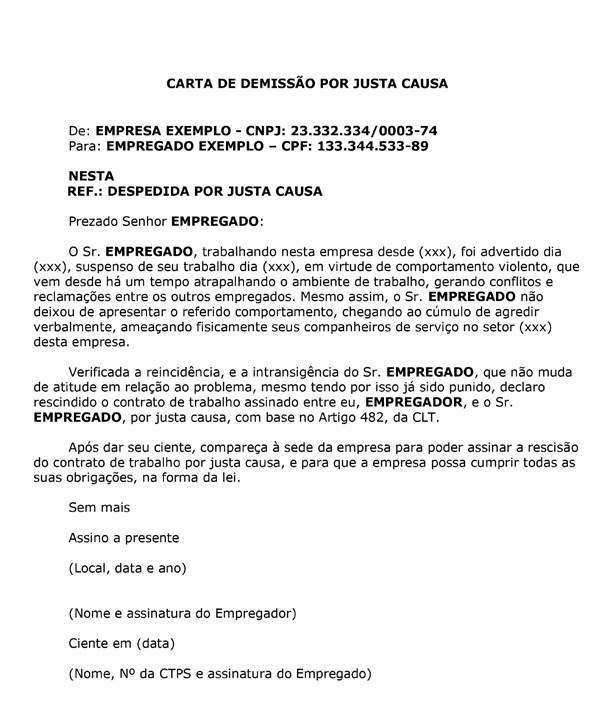 CARTA DE DEMISSÃO POR JUSTA CAUSA
De: EMPRESA EXEMPLO - CNPJ: 23.332.334/0003-74
Para: EMPREGADO EXEMPLO – CPF: 133.344.533-89
NESTA
REF.: DESPEDIDA POR JUSTA CAUSA
Prezado Senhor EMPREGADO:
O Sr. EMPREGADO, trabalhando nesta empresa desde (xxx), foi advertido dia
(xxx), suspenso de seu trabalho dia (xxx), em virtude de comportamento violento, que
vem desde há um tempo atrapalhando o ambiente de trabalho, gerando conflitos e
reclamações entre os outros empregados. Mesmo assim, o Sr. EMPREGADO não
deixou de apresentar o referido comportamento, chegando ao cúmulo de agredir
verbalmente, ameaçando fisicamente seus companheiros de serviço no setor (xxx)
desta empresa.
Verificada a reincidência, e a intransigência do Sr. EMPREGADO, que não muda
de atitude em relação ao problema, mesmo tendo por isso já sido punido, declaro
rescindido o contrato de trabalho assinado entre eu, EMPREGADOR, e o Sr.
EMPREGADO, por justa causa, com base no Artigo 482, da CLT.
Após dar seu ciente, compareça à sede da empresa para poder assinar a rescisão
do contrato de trabalho por justa causa, e para que a empresa possa cumprir todas as
suas obrigações, na forma da lei.
Sem mais
Assino a presente
(Local, data e ano)
(Nome e assinatura do Empregador)
Ciente em (data)
(Nome, Nº da CTPS e assinatura do Empregado)